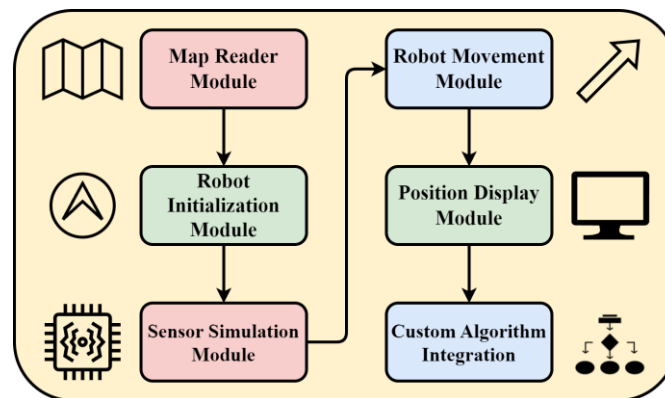 Map Reader
Module
Robot
Initialization
Module
Sensor Simulation
Module
Robot Movement
Module
Position Display
Module
Custom Algorithm
Integration